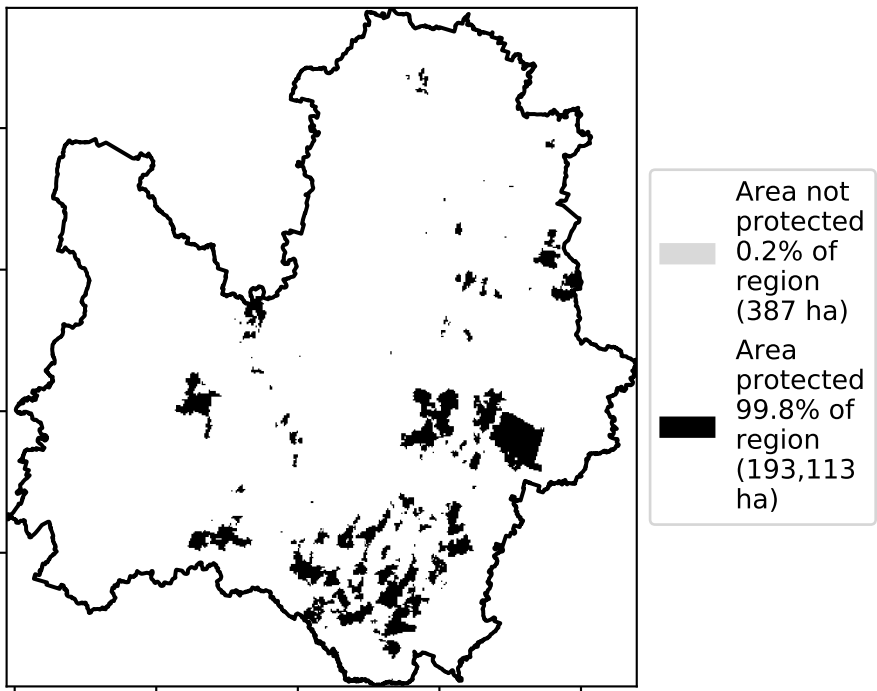 Area not
protected
0.2% of
region
(387 ha)
Area
protected
99.8% of
region
(193,113
ha)